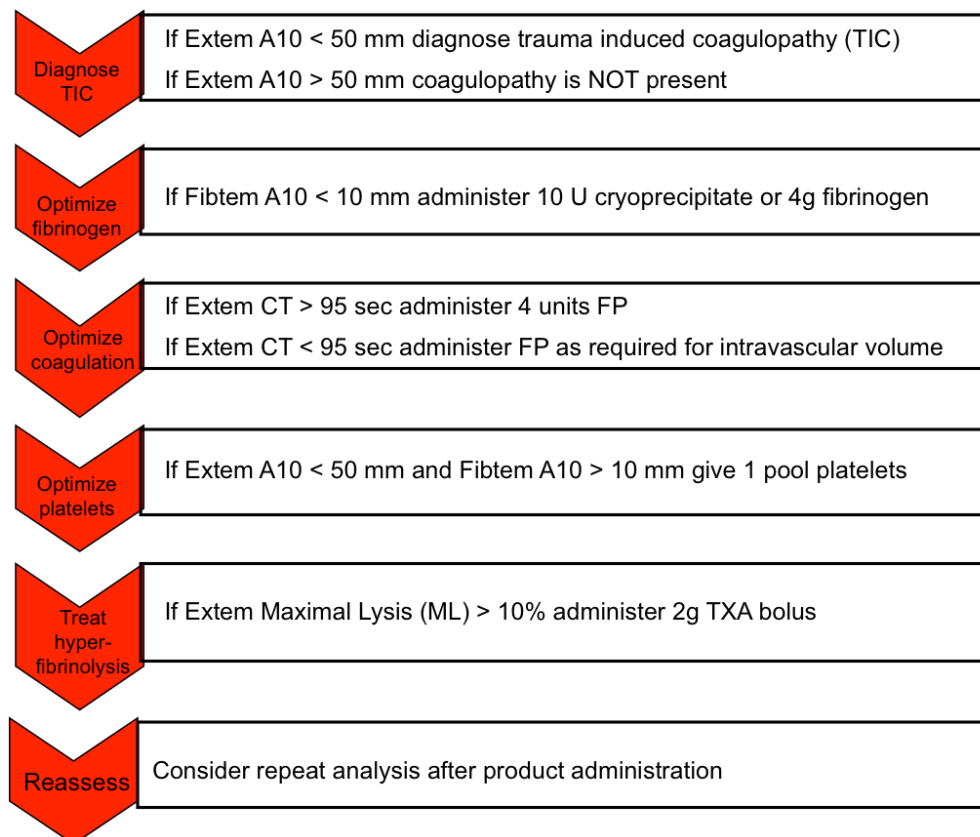 Diagnose
TIC
If Extem A10 < 50 mm diagnose trauma induced coagulopathy (TIC)
If Extem A10 > 50 mm coagulopathy is NOT present
Optimize
fibrinogen
If Fibtem A10 < 10 mm administer 10 U cryoprecipitate or 4g fibrinogen
Optimize
coagulation
If Extem CT > 95 sec administer 4 units FP
If Extem CT < 95 sec administer FP as required for intravascular volume
Optimize
platelets
If Extem A10 < 50 mm and Fibtem A10 > 10 mm give 1 pool platelets
Treat
hyper-
fibrinolysis
If Extem Maximal Lysis (ML) > 10% administer 2g TXA bolus
Reassess
Consider repeat analysis after product administration